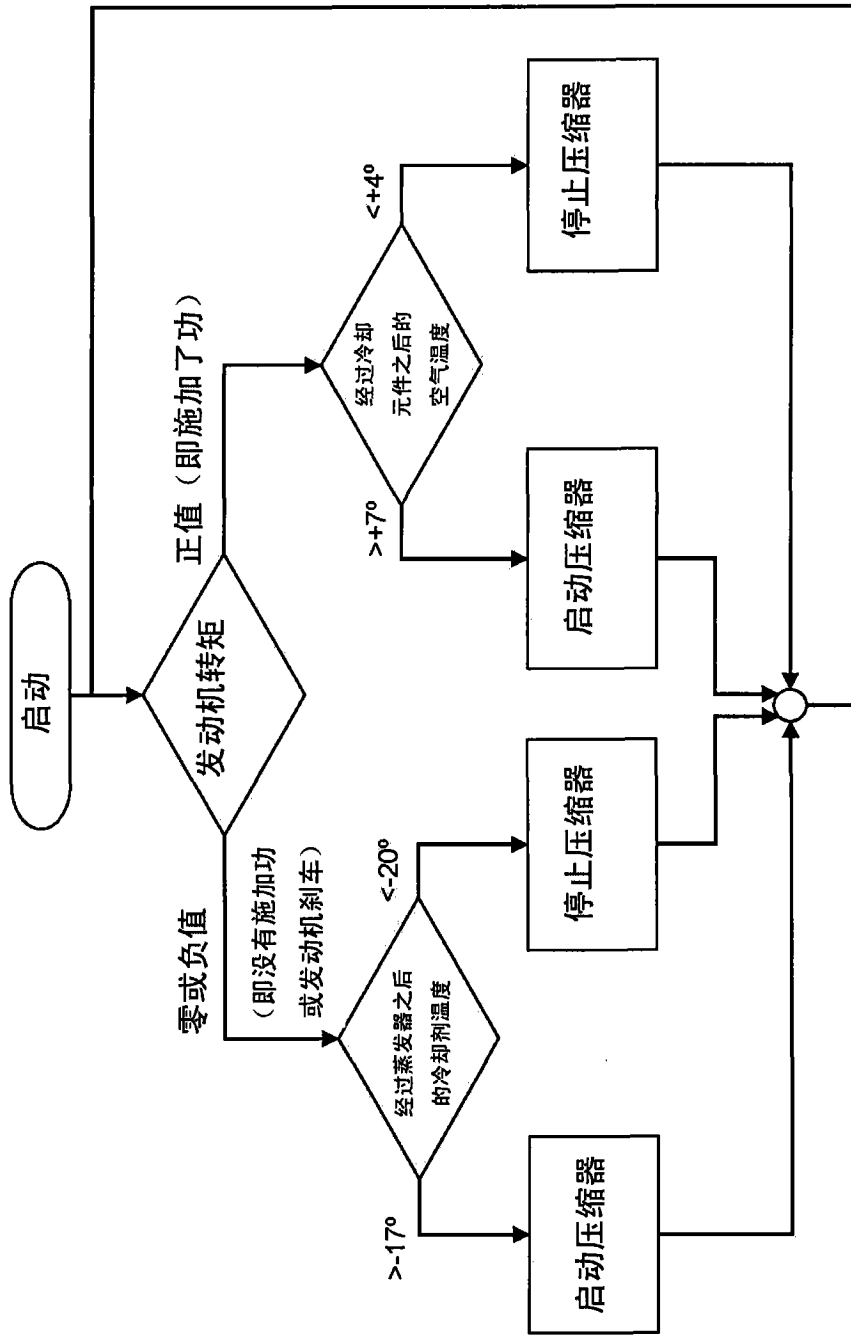 启动
发动机转矩
零或负值
（即没有施加功
或发动机刹车）
正值（即施加了功）
经过蒸发器之后
的冷却剂温度
>-17º
<-20º
经过冷却
元件之后的
空气温度
>+7º
<+4º
启动压缩器
停止压缩器
启动压缩器
停止压缩器